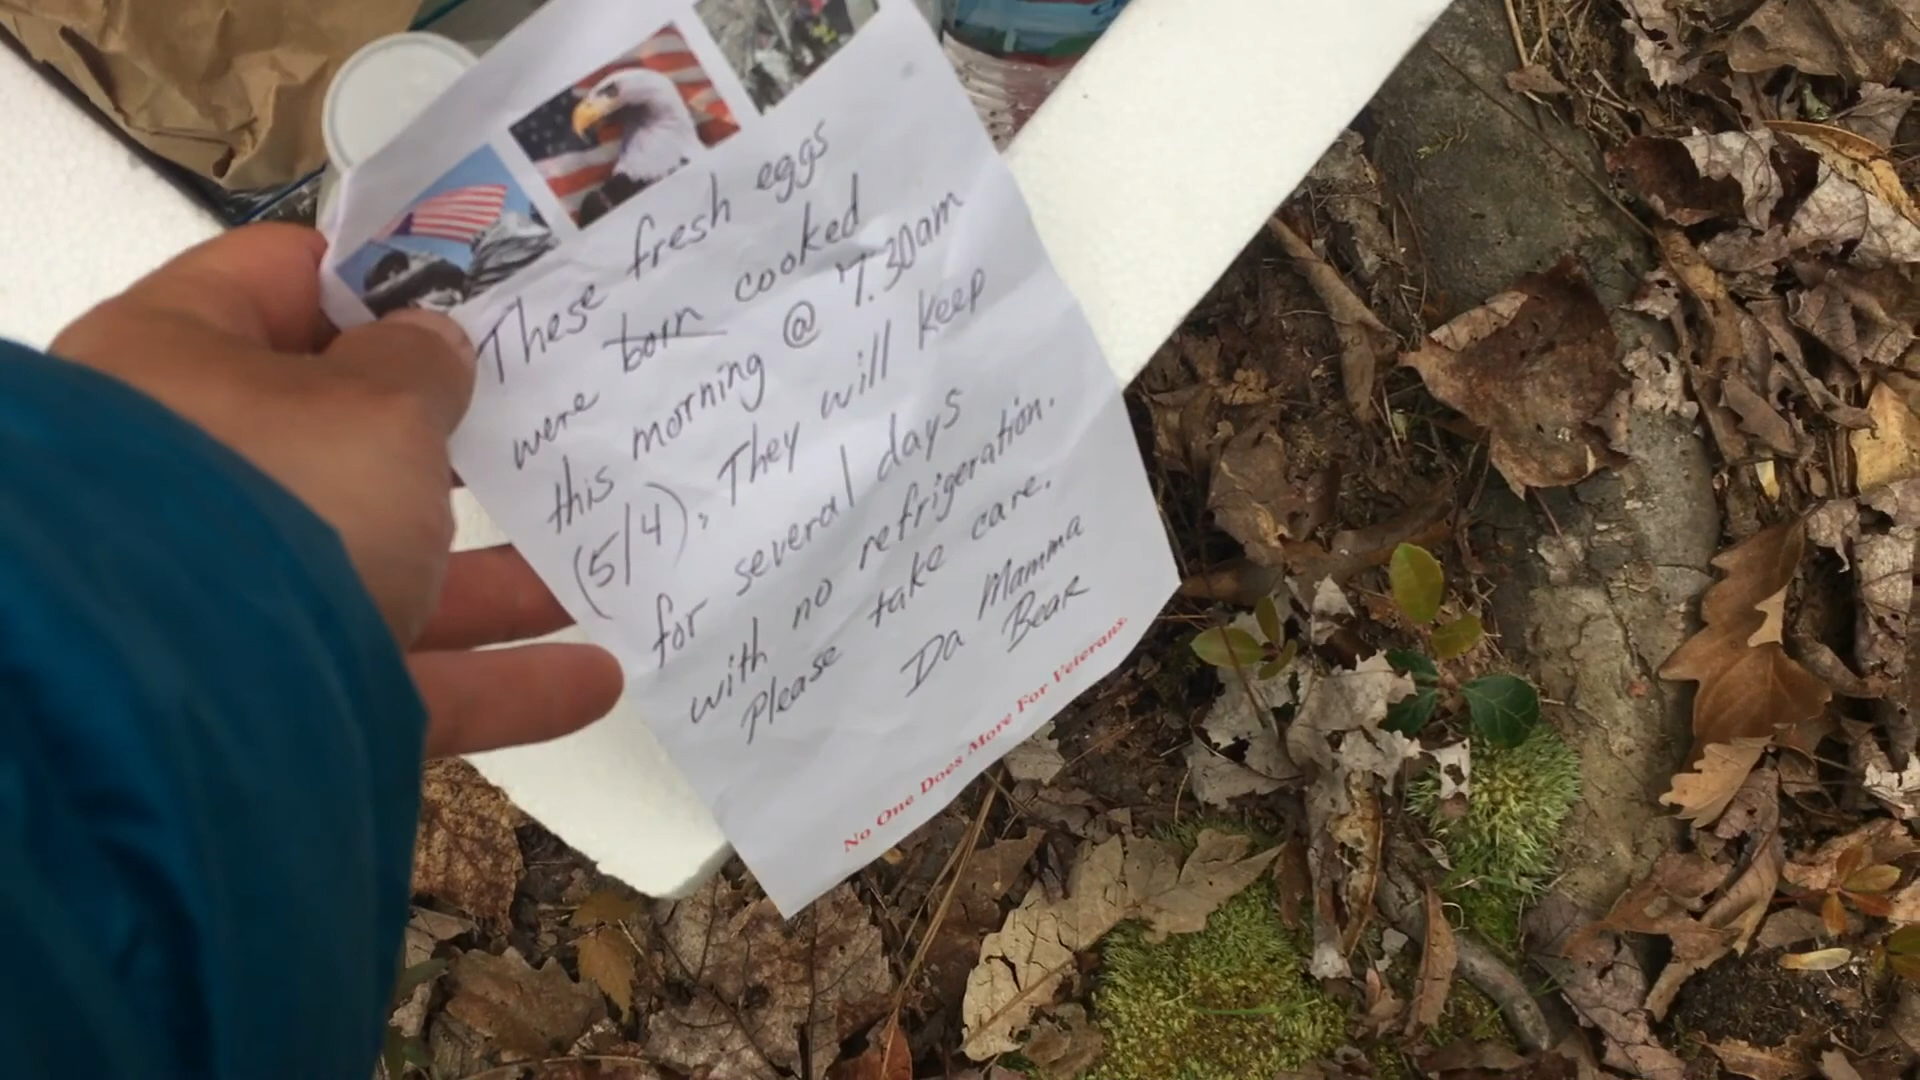 These fresh eggs
were born cooked
this morning @ 7.30am
(5/4). They will keep
for several days
with no refrigeration.
Please take care.
Da Mamma
Bear
No One Does More For Veterans.